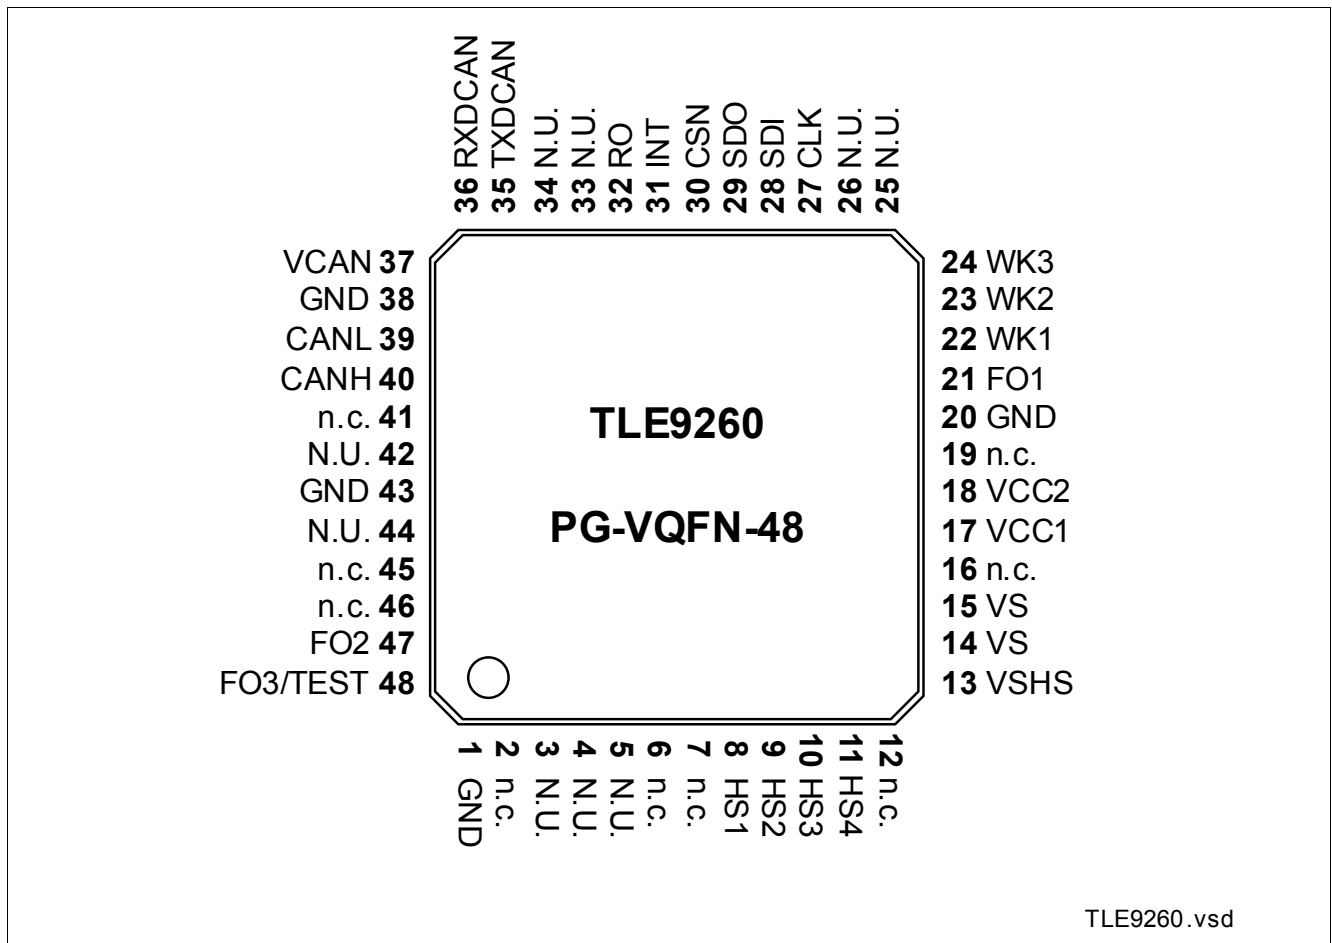 36 RXDCAN
35 TXDCAN
34 N.U.
33 N.U.
32 RO
31 INT
30 CSN
29 SDO
28 SDI
27 CLK
26 N.U.
25 N.U.
VCAN 37
GND 38
CANL 39
CANH 40
n.c. 41
N.U. 42
GND 43
N.U. 44
n.c. 45
n.c. 46
FO2 47
FO3/TEST 48
TLE9260
PG-VQFN-48
24 WK3
23 WK2
22 WK1
21 FO1
20 GND
19 n.c.
18 VCC2
17 VCC1
16 n.c.
15 VS
14 VS
13 VSHS
1 GND
2 n.c.
3 N.U.
4 N.U.
5 N.U.
6 n.c.
7 n.c.
8 HS1
9 HS2
10 HS3
11 HS4
12 n.c.
TLE9260.vsd